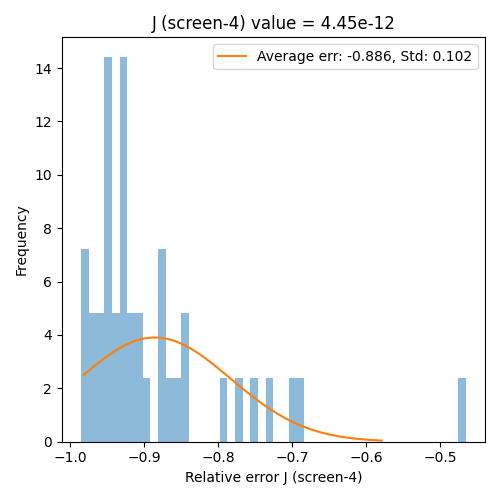 J (screen-4) value = 4.45e-12
Average err: -0.886, Std: 0.102
14
12
10
8
6
4
2
0
Frequency
−1.0 −0.9 −0.8 −0.7 −0.6 −0.5
Relative error J (screen-4)